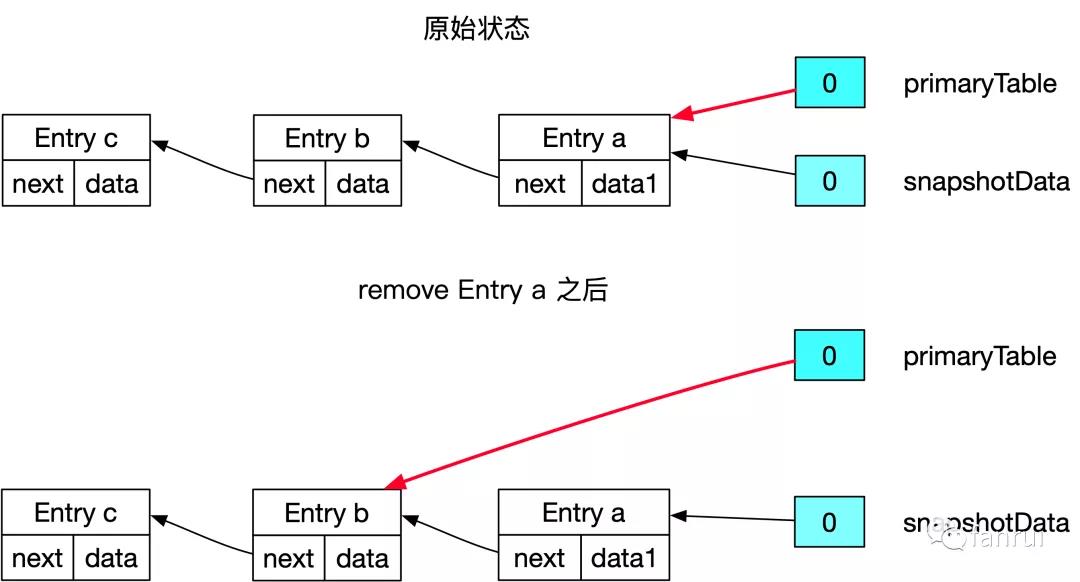 原始状态
0 primaryTable
Entry c Entry b Entry a
next data next data next data1
0 snapshotData
remove Entry a 之后
0 primaryTable
Entry c Entry b Entry a
0 snapshotData
fanrui
next data next data next data1